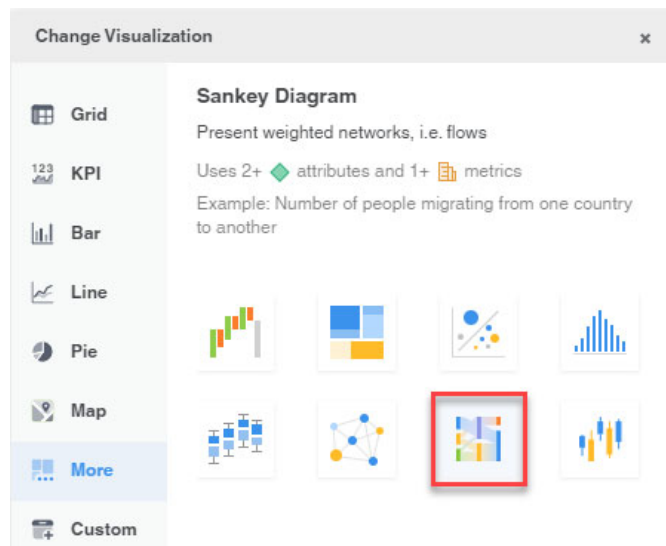 Change Visualization
×
Grid
123
KPI
Bar
Line
Pie
Map
More
Custom
Sankey Diagram
Present weighted networks, i.e. flows
Uses 2+ attributes and 1+ metrics
Example: Number of people migrating from one country
to another